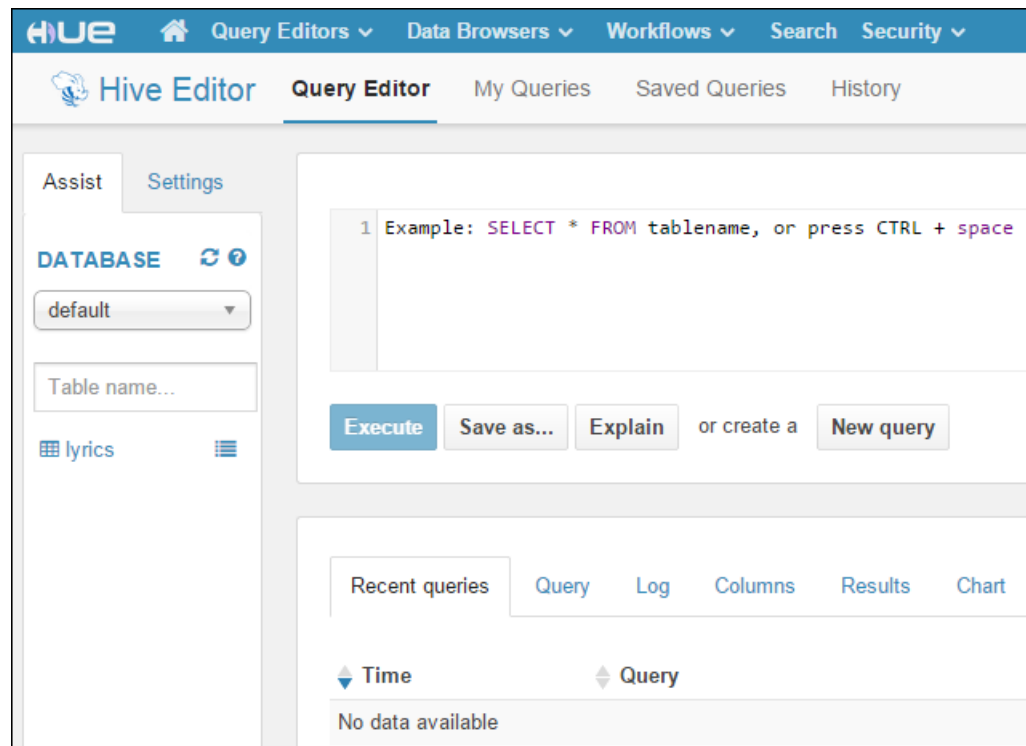 HUE Query Editors Data Browsers Workflows Search Security
Hive Editor Query Editor My Queries Saved Queries History
Assist Settings
DATABASE
default
Table name...
lyrics
1 Example: SELECT * FROM tablename, or press CTRL + space
Execute Save as... Explain or create a New query
Recent queries Query Log Columns Results Chart
Time Query
No data available